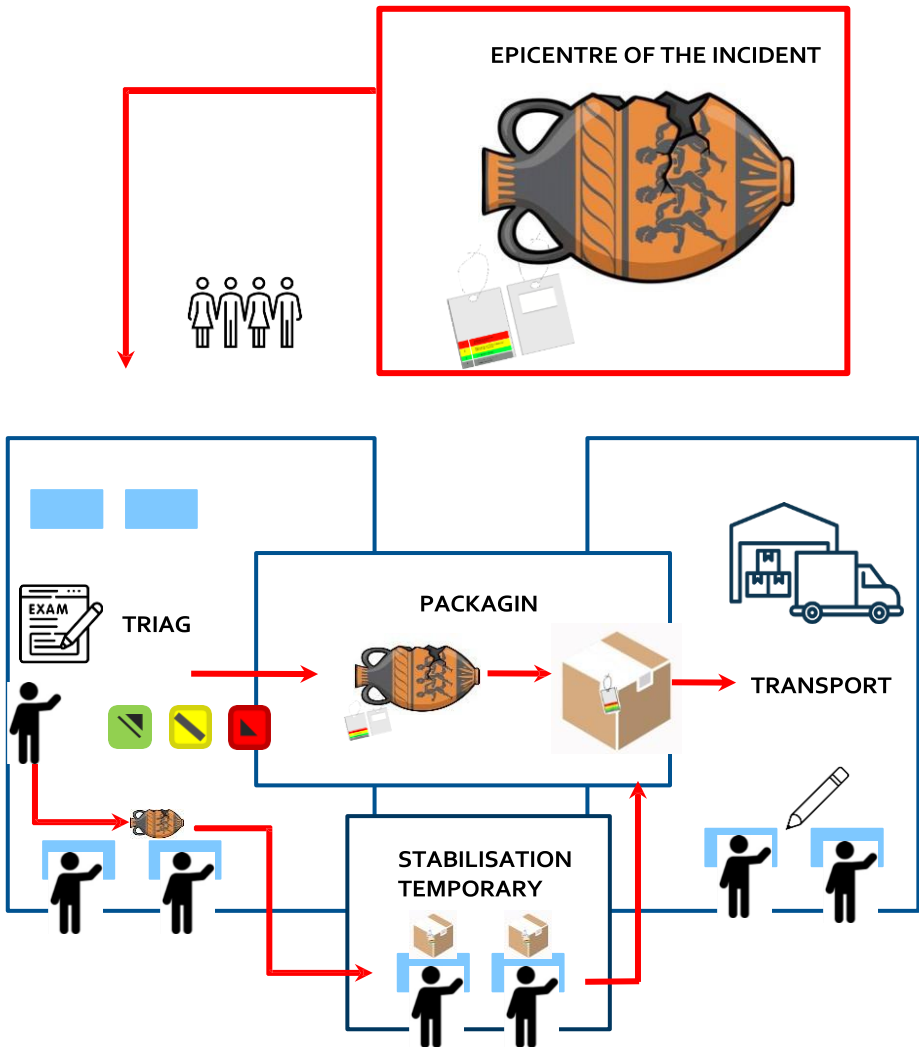 EPICENTRE OF THE INCIDENT
EXAM
TRIAG
PACKAGIN
TRANSPORT
STABILISATION
TEMPORARY